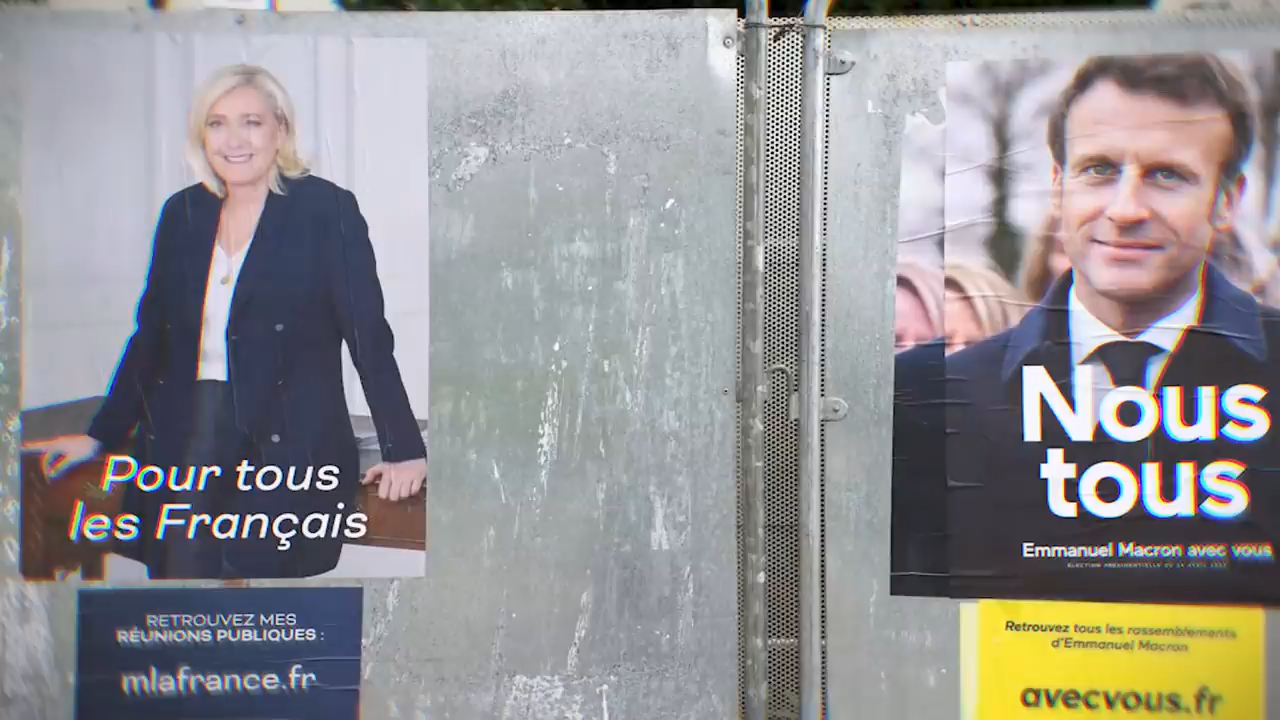 Pour tous
les Français
RETROUVEZ MES
RÉUNIONS PUBLIQUES :
mlafrance.fr
Nous
tous
Emmanuel Macron avec vous
Retrouvez tous les rassemblements
d'Emmanuel Macron
avecvous.fr